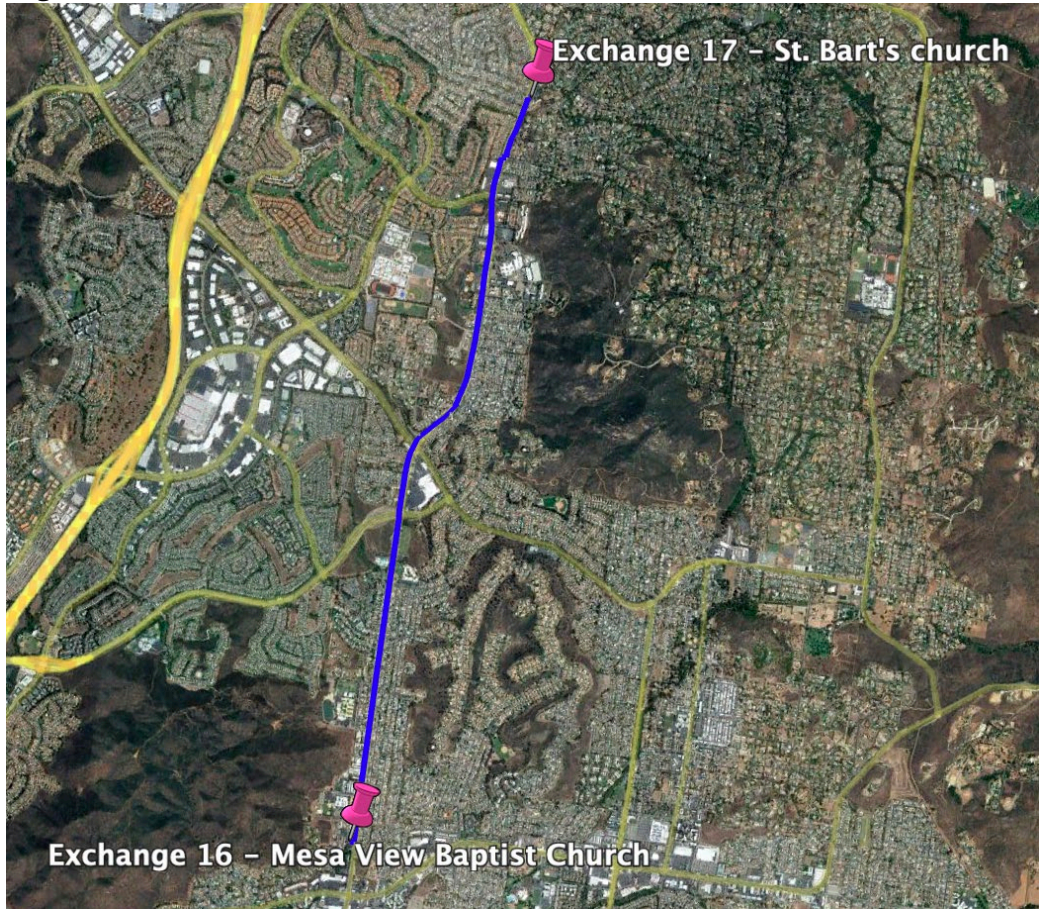 Exchange 17 – St. Bart's church
Exchange 16 – Mesa View Baptist Church